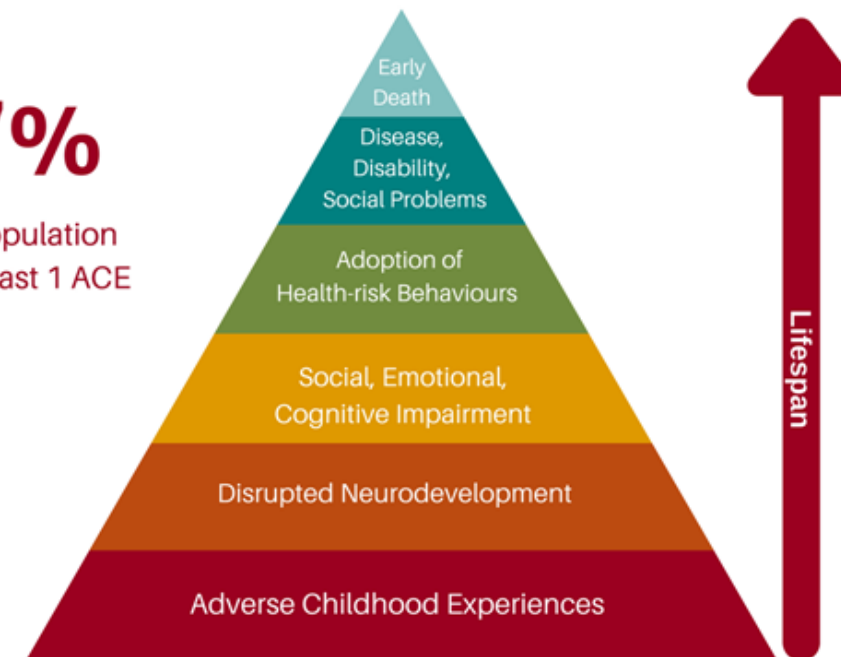 %
ast 1 ACE
Early
Death
Disease,
Disability,
Social Problems
Adoption of
Health-risk Behaviours
Social, Emotional,
Cognitive Impairment
Disrupted Neurodevelopment
Adverse Childhood Experiences
Lifespan